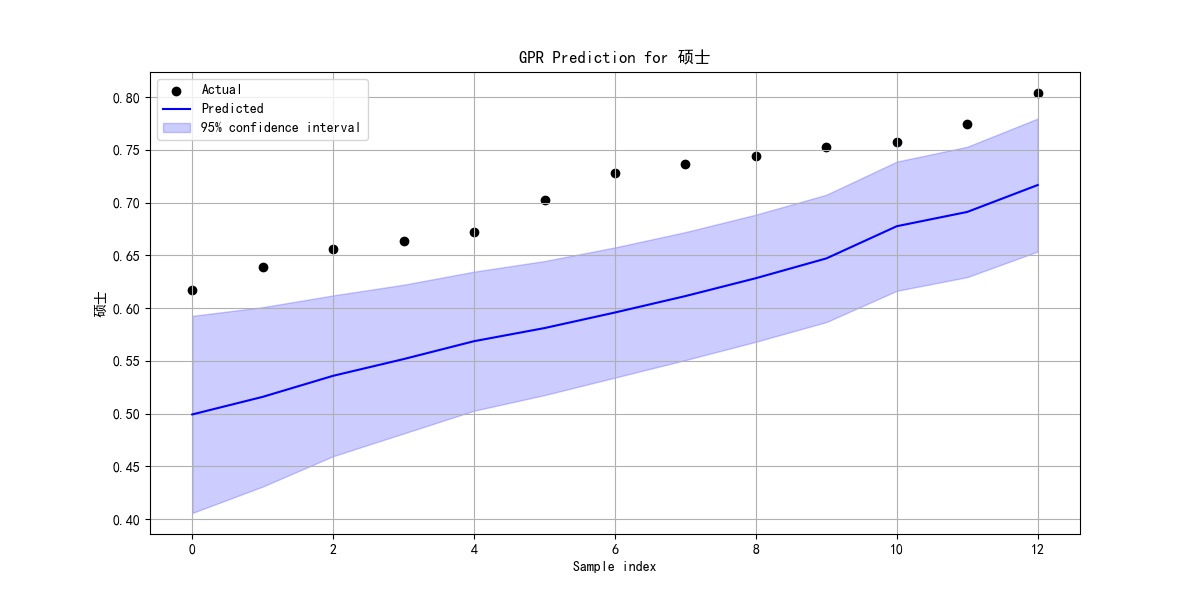 GPR Prediction for 硕士
Actual
Predicted
95% confidence interval
0.80
0.75
0.70
0.65
0.60
0.55
0.50
0.45
0.40
硕士
0 2 4 6 8 10 12
Sample index